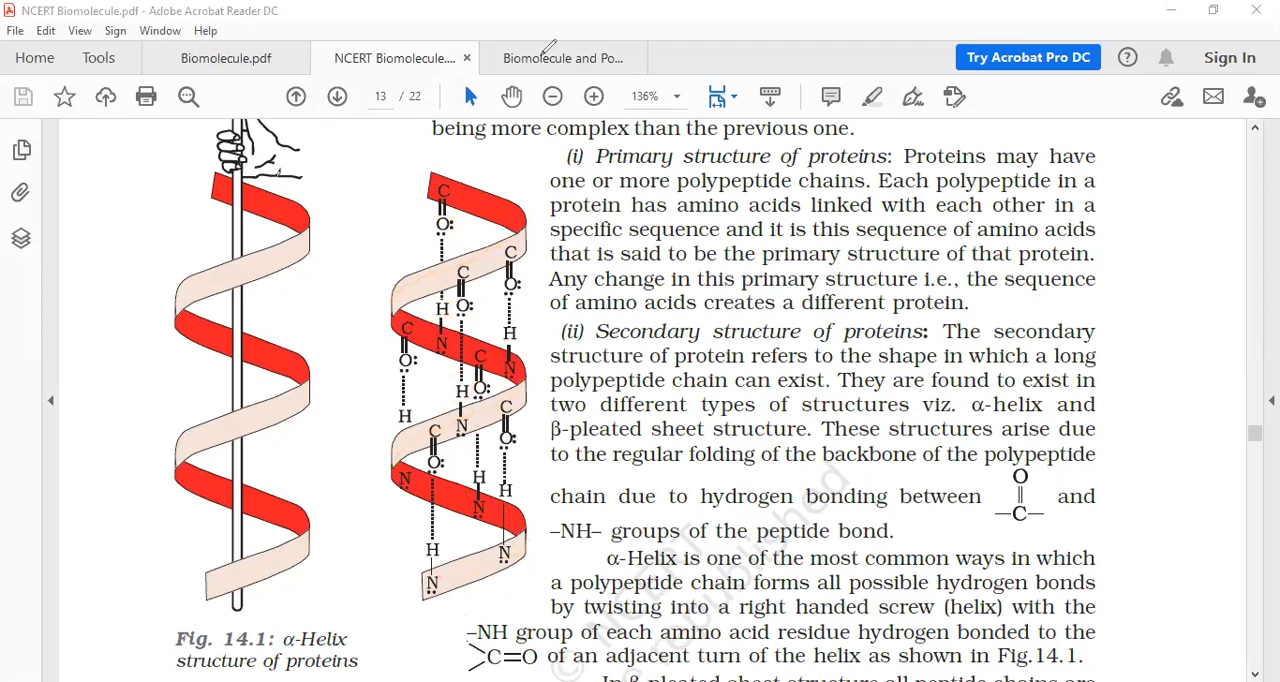 NCERT Biomolecule.pdf - Adobe Acrobat Reader DC
File Edit View Sign Window Help
Home Tools Biomolecule.pdf NCERT Biomolecule.... × Biomolecule and Po... Try Acrobat Pro DC ? Sign In
13 / 22 136%
being more complex than the previous one.
(i) Primary structure of proteins: Proteins may have
one or more polypeptide chains. Each polypeptide in a
protein has amino acids linked with each other in a
specific sequence and it is this sequence of amino acids
that is said to be the primary structure of that protein.
Any change in this primary structure i.e., the sequence
of amino acids creates a different protein.
(ii) Secondary structure of proteins: The secondary
structure of protein refers to the shape in which a long
polypeptide chain can exist. They are found to exist in
two different types of structures viz. α-helix and
β-pleated sheet structure. These structures arise due
to the regular folding of the backbone of the polypeptide
O
||
chain due to hydrogen bonding between —C— and
–NH– groups of the peptide bond.
α-Helix is one of the most common ways in which
a polypeptide chain forms all possible hydrogen bonds
by twisting into a right handed screw (helix) with the
–NH group of each amino acid residue hydrogen bonded to the
>C=O of an adjacent turn of the helix as shown in Fig.14.1.
In β-pleated sheet structure all peptide chains are
C
O:
C
O:
C
O:
H
N
C
O:
H
N
C
O:
H
N
H
C
O:
C
O:
N
H
N
H
N
H
N
Fig. 14.1: α-Helix
structure of proteins
© NCERT
republished